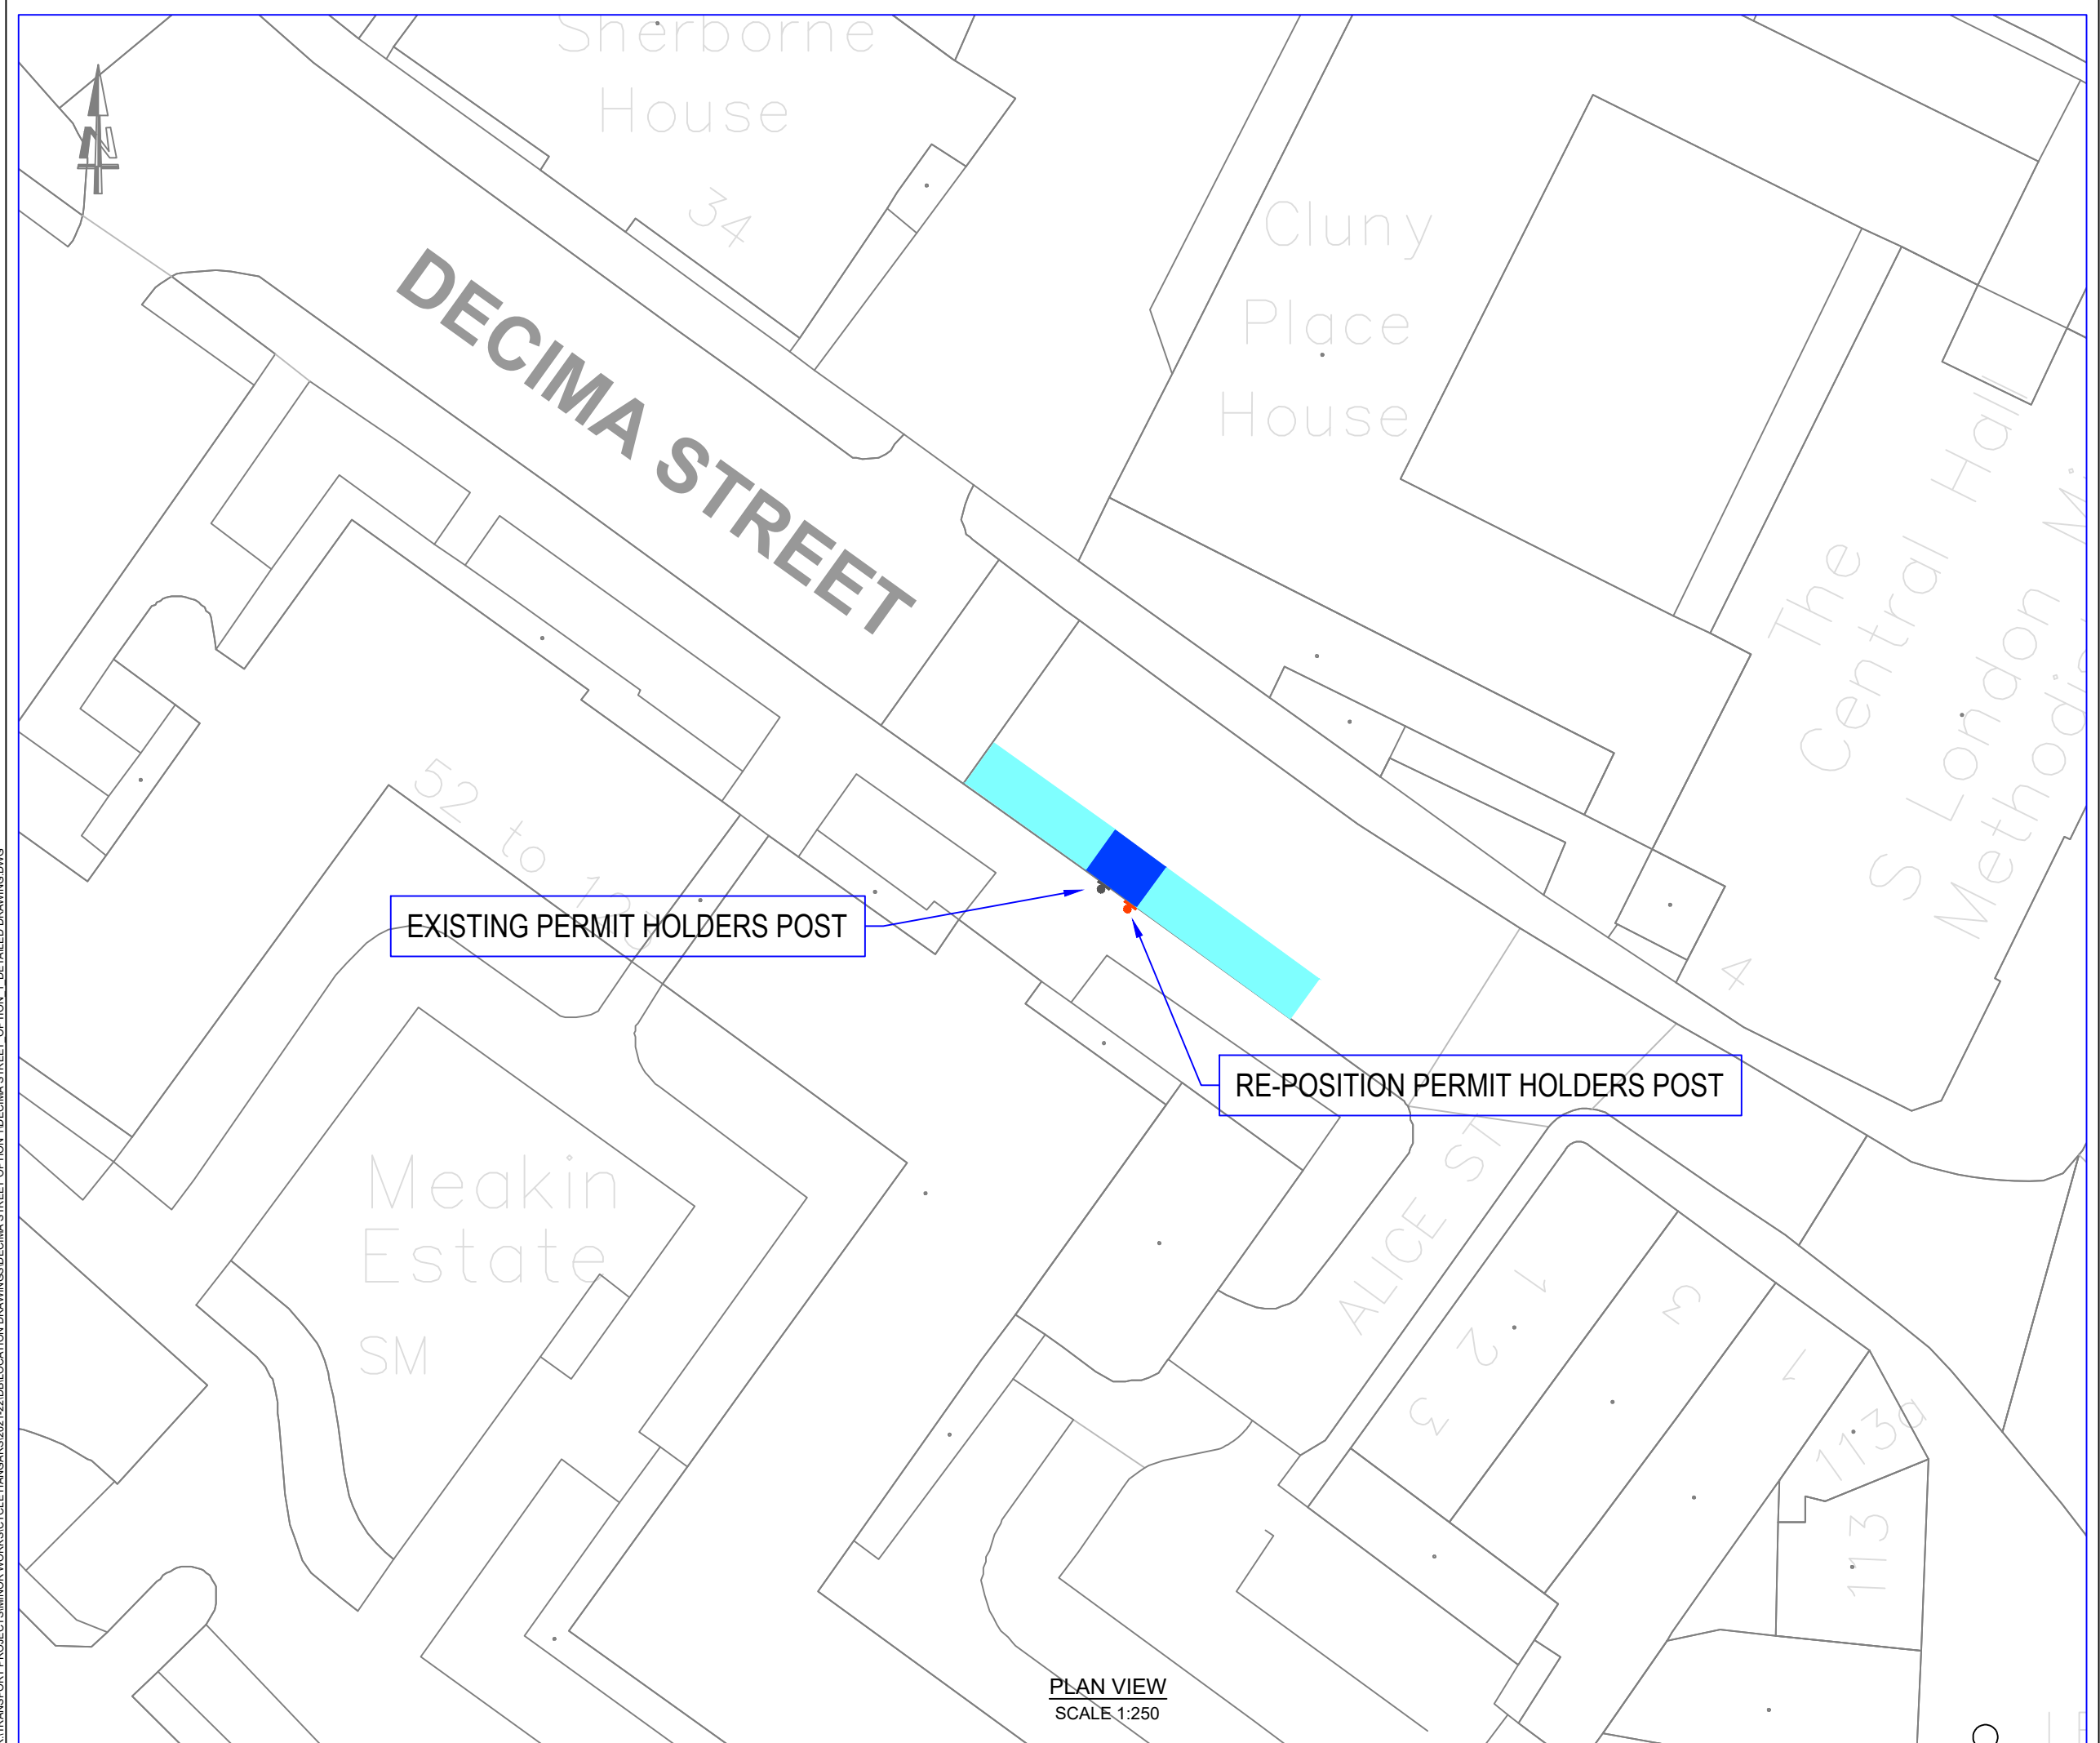 Sherborne
House
34
N
DECIMA STREET
Cluny
Place
House
The
Central Hall
S London
52 to
EXISTING PERMIT HOLDERS POST
RE-POSITION PERMIT HOLDERS POST
4
Meakin
Estate
SM
ALICE ST
1
2
3
3
1
113a
113
PLAN VIEW
SCALE 1:250